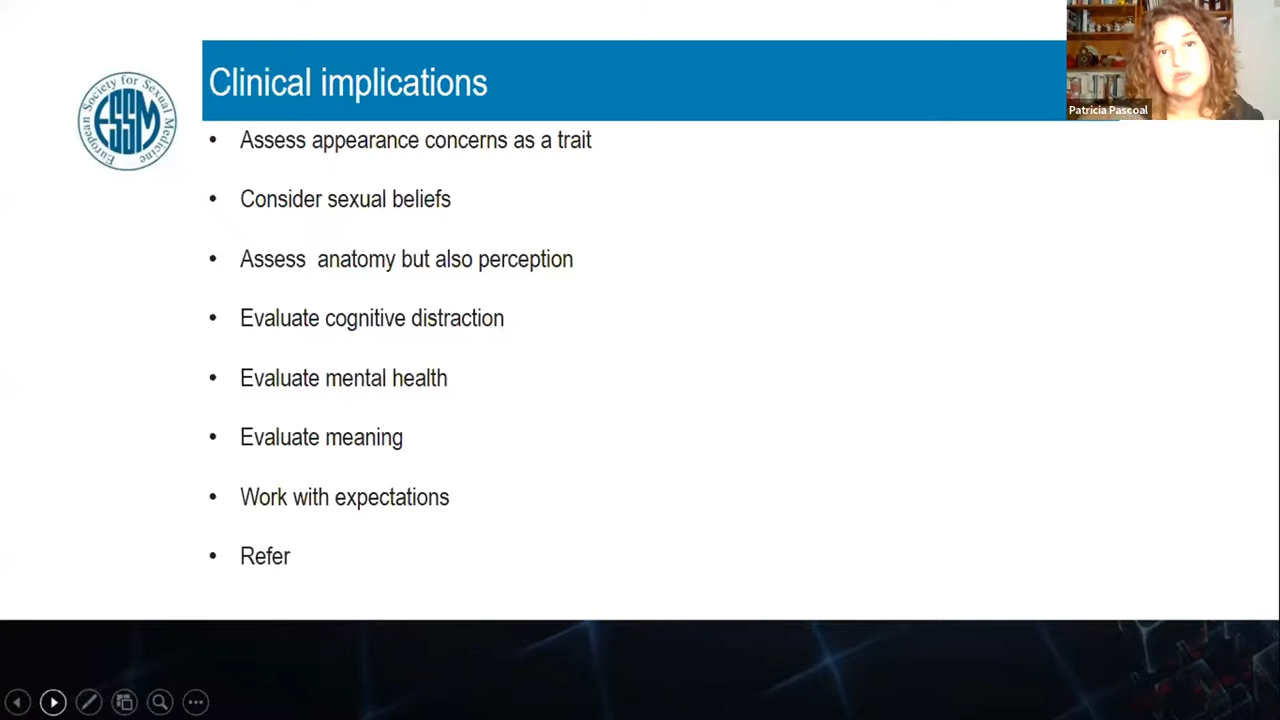 Clinical implications
Patricia Pascoal
European Society for Sexual Medicine
ESSM
• Assess appearance concerns as a trait
• Consider sexual beliefs
• Assess  anatomy but also perception
• Evaluate cognitive distraction
• Evaluate mental health
• Evaluate meaning
• Work with expectations
• Refer